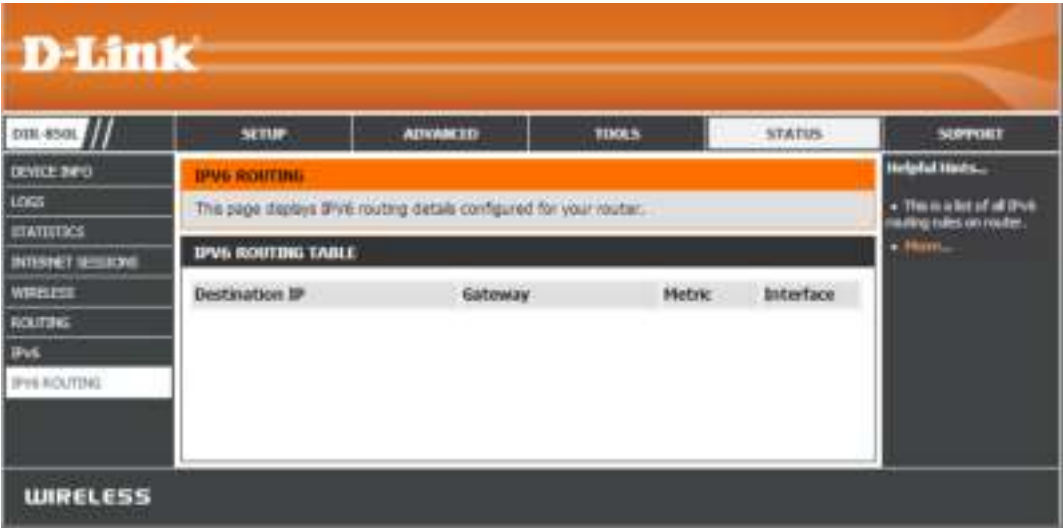 D-Link
DIR-850L
SETUP
ADVANCED
TOOLS
STATUS
SUPPORT
DEVICE INFO
LOGS
STATISTICS
INTERNET SESSIONS
WIRELESS
ROUTING
IPv6
IPV6 ROUTING
IPV6 ROUTING
This page displays IPV6 routing details configured for your router.
IPV6 ROUTING TABLE
Destination IP Gateway Metric Interface
Helpful Hints...
• This is a list of all IPv6
routing rules on router.
• More...
WIRELESS